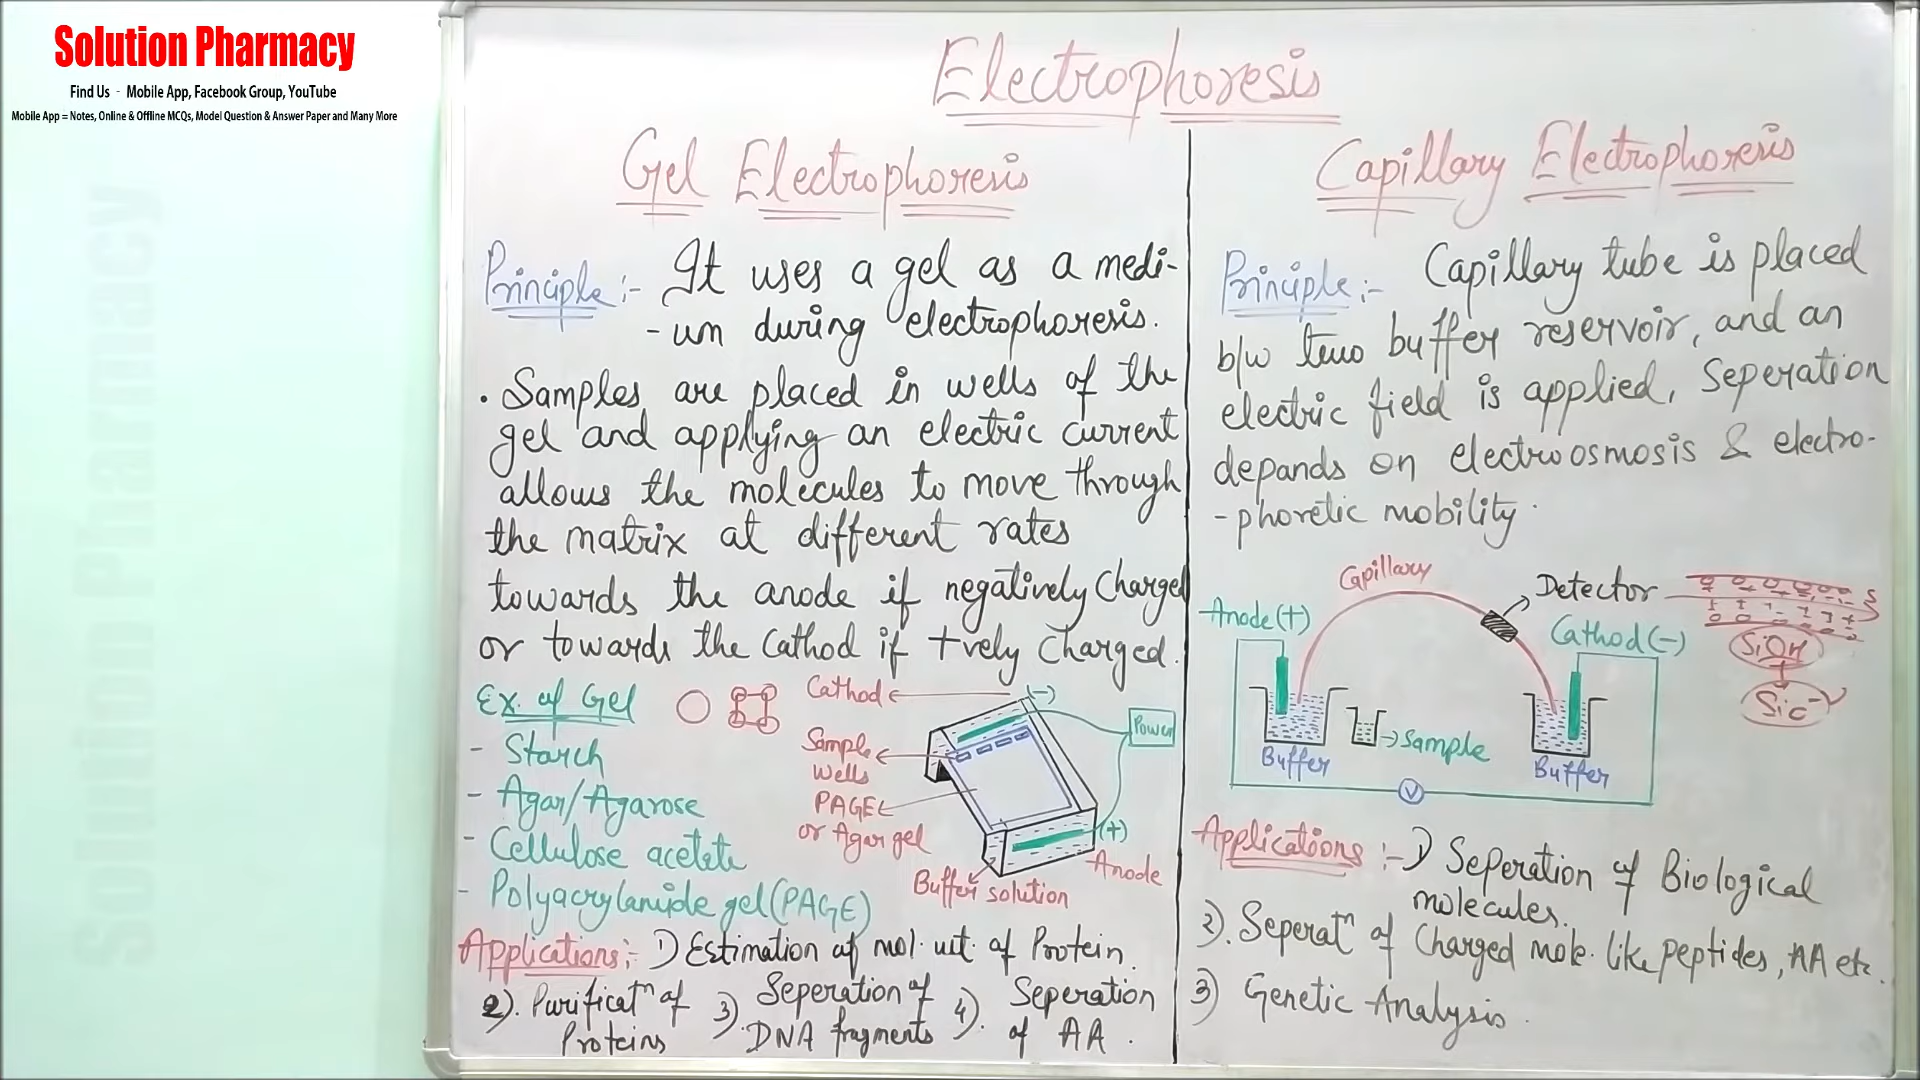 Solution Pharmacy
Find Us - Mobile App, Facebook Group, YouTube
Mobile App = Notes, Online & Offline MCQs, Model Question & Answer Paper and Many More
Solution Pharmacy
Electrophoresis
Gel Electrophoresis
Principle:- It uses a gel as a medi-
-um during electrophoresis.
. Samples are placed in wells of the
gel and applying an electric current
allows the molecules to move through
the matrix at different rates
towards the anode if negatively Charged
or towards the Cathod if +vely Charged.
Ex. of Gel
- Starch
- Agar/Agarose
- Cellulose acetate
- Polyacrylamide gel (PAGE)
Cathod
(-)
Power
Sample
wells
PAGE
or Agar gel
(+)
Anode
Buffer solution
Applications:- 1) Estimation of mol. wt. of Protein.
2). Purificatn of
Proteins
3). Seperation of
DNA fragments
4). Seperation
of AA.
Capillary Electrophoresis
Principle:- Capillary tube is placed
b/w two buffer reservoir, and an
electric field is applied, Seperation
depands on electroosmosis & electro-
-phoretic mobility.
Capillary
Detector
Anode (+)
Cathod (-)
SiOH
Sio-
Sample
Buffer
Buffer
V
Applications:- 1) Seperation of Biological
molecules.
2). Seperatn of Charged mole. like peptides, AA etc.
3) Genetic Analysis.